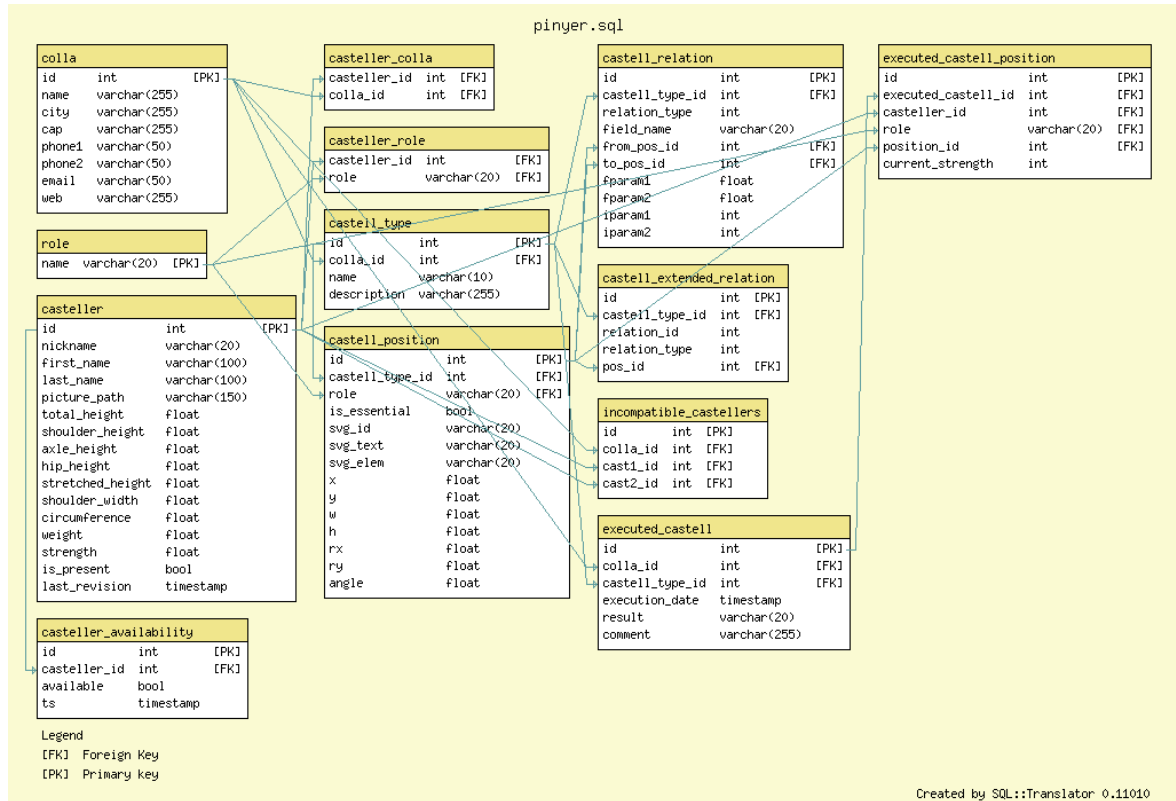 pinyer.sql
colla
id int [PK]
name varchar(255)
city varchar(255)
cap varchar(255)
phone1 varchar(50)
phone2 varchar(50)
email varchar(50)
web varchar(255)
role
name varchar(20) [PK]
casteller
id int [PK]
nickname varchar(20)
first_name varchar(100)
last_name varchar(100)
picture_path varchar(150)
total_height float
shoulder_height float
axle_height float
hip_height float
stretched_height float
shoulder_width float
circumference float
weight float
strength float
is_present bool
last_revision timestamp
casteller_availability
id int [PK]
casteller_id int [FK]
available bool
ts timestamp
Legend
[FK] Foreign Key
[PK] Primary key
casteller_colla
casteller_id int [FK]
colla_id int [FK]
casteller_role
casteller_id int [FK]
role varchar(20) [FK]
castell_type
id int [PK]
colla_id int [FK]
name varchar(10)
description varchar(255)
castell_position
id int [PK]
castell_type_id int [FK]
role varchar(20) [FK]
is_essential bool
svg_id varchar(20)
svg_text varchar(20)
svg_elem varchar(20)
x float
y float
w float
h float
rx float
ry float
angle float
castell_relation
id int [PK]
castell_type_id int [FK]
relation_type int
field_name varchar(20)
from_pos_id int [FK]
to_pos_id int [FK]
fparam1 float
fparam2 float
iparam1 int
iparam2 int
castell_extended_relation
id int [PK]
castell_type_id int [FK]
relation_id int
relation_type int
pos_id int [FK]
incompatible_castellers
id int [PK]
colla_id int [FK]
cast1_id int [FK]
cast2_id int [FK]
executed_castell
id int [PK]
colla_id int [FK]
castell_type_id int [FK]
execution_date timestamp
result varchar(20)
comment varchar(255)
executed_castell_position
id int [PK]
executed_castell_id int [FK]
casteller_id int [FK]
role varchar(20) [FK]
position_id int [FK]
current_strength int
Created by SQL::Translator 0.11010